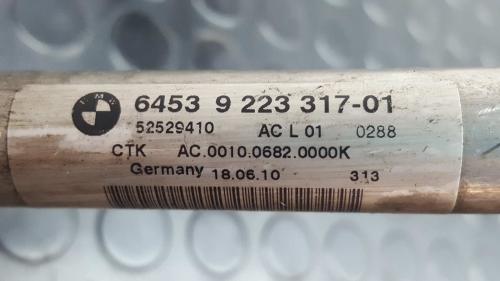 BMW
6453 9 223 317-01
52529410 AC L 01 0288
CTK AC.0010.0682.0000K
Germany 18.06.10 313